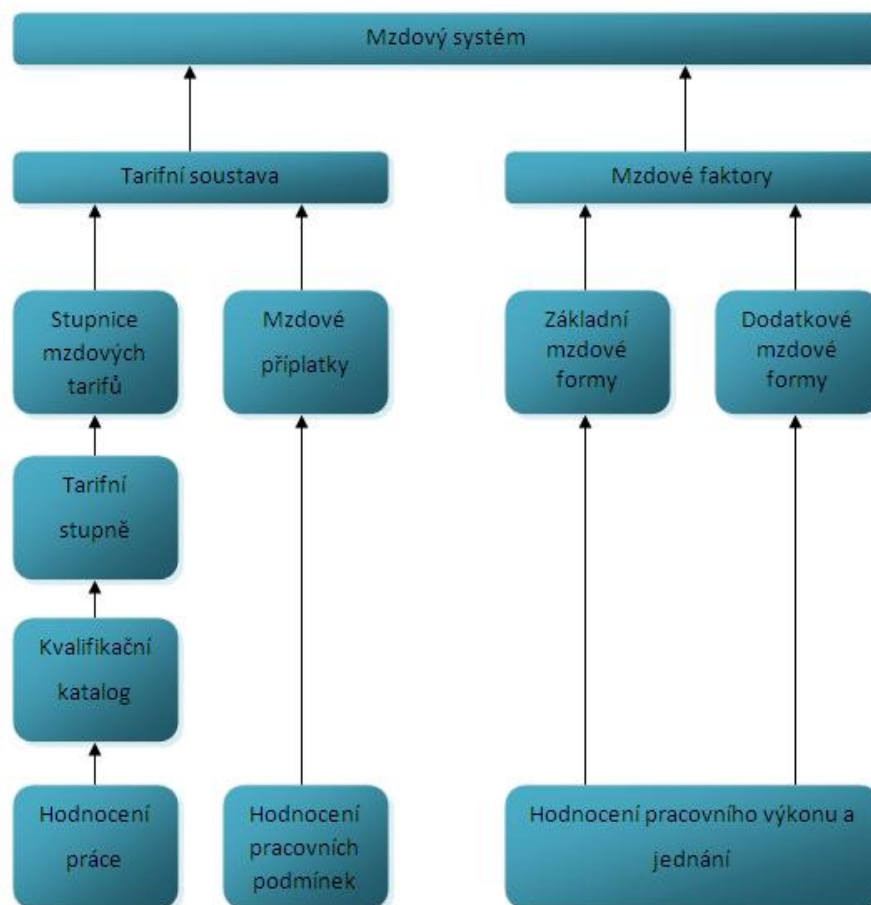 Mzdový systém
Tarifní soustava
Mzdové faktory
Stupnice
mzdových
tarifů
Mzdové
příplatky
Základní
mzdové
formy
Dodatkové
mzdové
formy
Tarifní
stupně
Kvalifikační
katalog
Hodnocení
práce
Hodnocení
pracovních
podmínek
Hodnocení pracovního výkonu a
jednání